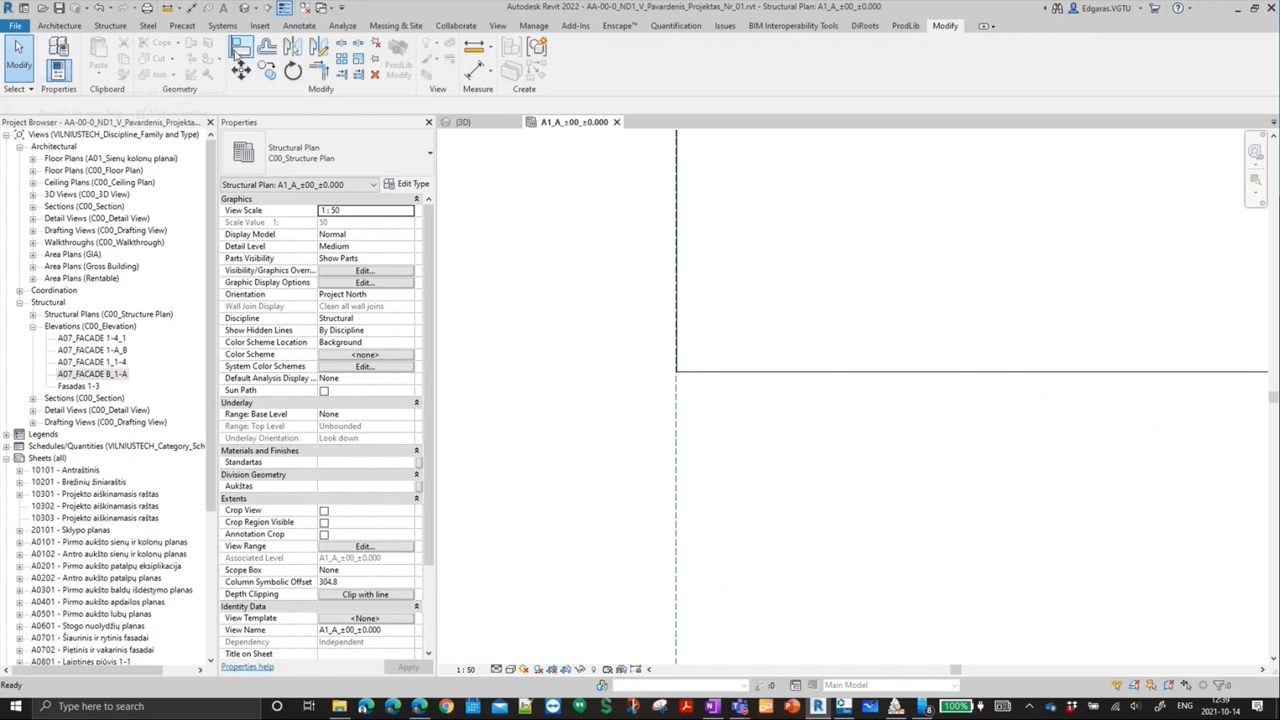 Autodesk Revit 2022 - AA-00-0_ND1_V_Pavardenis_Projektas_Nr_01.rvt - Structural Plan: A1_A_±00_±0.000
Edgaras.VGTU
File Architecture Structure Steel Precast Systems Insert Annotate Analyze Massing & Site Collaborate View Manage Add-Ins Enscape™ Quantification Site Designer BIM Interoperability Tools DiRoots ProdLib Modify
Modify Properties Paste Cope Cut Join ProdLib Modify
Select Properties Clipboard Geometry Modify View Measure Create
Project Browser - AA-00-0_ND1_V_Pavardenis_Projekta...
Views (VILNIUSTECH_Discipline_Family and Type)
Architectural
Floor Plans (A01_Sienų kolonų planai)
Floor Plans (C00_Floor Plan)
Ceiling Plans (C00_Ceiling Plan)
3D Views (C00_3D View)
Sections (C00_Section)
Detail Views (C00_Detail View)
Drafting Views (C00_Drafting View)
Walkthroughs (C00_Walkthrough)
Area Plans (GIA)
Area Plans (Gross Building)
Area Plans (Rentable)
Coordination
Structural
Structural Plans (C00_Structure Plan)
Elevations (C00_Elevation)
A07_FACADE 1-4_1
A07_FACADE 1-A_B
A07_FACADE 1_1-4
A07_FACADE B_1-A
Fasadas 1-3
Sections (C00_Section)
Detail Views (C00_Detail View)
Drafting Views (C00_Drafting View)
Legends
Schedules/Quantities (VILNIUSTECH_Category_Sch
Sheets (all)
10101 - Antraštinis
10201 - Brėžinių žiniaraštis
10301 - Projekto aiškinamasis raštas
10302 - Projekto aiškinamasis raštas
10303 - Projekto aiškinamasis raštas
20101 - Sklypo planas
A0101 - Pirmo aukšto sienų ir kolonų planas
A0102 - Antro aukšto sienų ir kolonų planas
A0201 - Pirmo aukšto patalpų eksiplikacija
A0202 - Antro aukšto patalpų planas
A0301 - Pirmo aukšto baldų išdėstymo planas
A0401 - Pirmo aukšto apdailos planas
A0501 - Pirmo aukšto lubų planas
A0601 - Stogo nuolydžių planas
A0701 - Šiaurinis ir rytinis fasadai
A0702 - Pietinis ir vakarinis fasadai
A0801 - Laiptinės pjūvis 1-1
Properties
Structural Plan
C00_Structure Plan
Structural Plan: A1_A_±00_±0.000 Edit Type
Graphics
View Scale 1 : 50
Scale Value 1: 50
Display Model Normal
Detail Level Medium
Parts Visibility Show Parts
Visibility/Graphics Overr... Edit...
Graphic Display Options Edit...
Orientation Project North
Wall Join Display Clean all wall joins
Discipline Structural
Show Hidden Lines By Discipline
Color Scheme Location Background
Color Scheme <none>
System Color Schemes Edit...
Default Analysis Display ... None
Sun Path
Underlay
Range: Base Level None
Range: Top Level Unbounded
Underlay Orientation Look down
Materials and Finishes
Standartas
Division Geometry
Aukštas
Extents
Crop View
Crop Region Visible
Annotation Crop
View Range Edit...
Associated Level A1_A_±00_±0.000
Scope Box None
Column Symbolic Offset 304.8
Depth Clipping Clip with line
Identity Data
View Template <None>
View Name A1_A_±00_±0.000
Dependency Independent
Title on Sheet
Properties help Apply
{3D} A1_A_±00_±0.000
1 : 50
Ready :0 Main Model :0
Type here to search 100% ENG 12:39
2021-10-14